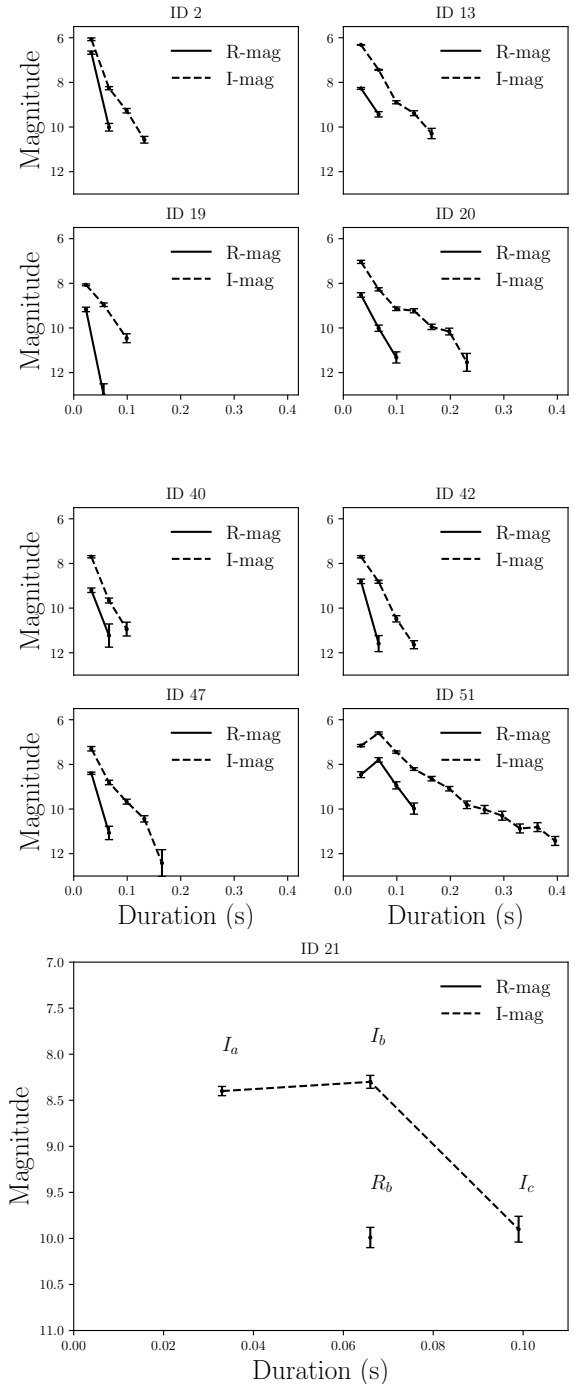 ID 2
ID 13
6
8
10
12
Magnitude
R-mag
I-mag
6
8
10
12
R-mag
I-mag
ID 19
ID 20
6
8
10
12
Magnitude
R-mag
I-mag
0.0 0.1 0.2 0.3 0.4
6
8
10
12
R-mag
I-mag
0.0 0.1 0.2 0.3 0.4
ID 40
ID 42
6
8
10
12
Magnitude
R-mag
I-mag
6
8
10
12
R-mag
I-mag
ID 47
ID 51
6
8
10
12
Magnitude
R-mag
I-mag
0.0 0.1 0.2 0.3 0.4
Duration (s)
6
8
10
12
R-mag
I-mag
0.0 0.1 0.2 0.3 0.4
Duration (s)
ID 21
7.0
7.5
8.0
8.5
9.0
9.5
10.0
10.5
11.0
Magnitude
R-mag
I-mag
I_a
I_b
R_b
I_c
0.00 0.02 0.04 0.06 0.08 0.10
Duration (s)